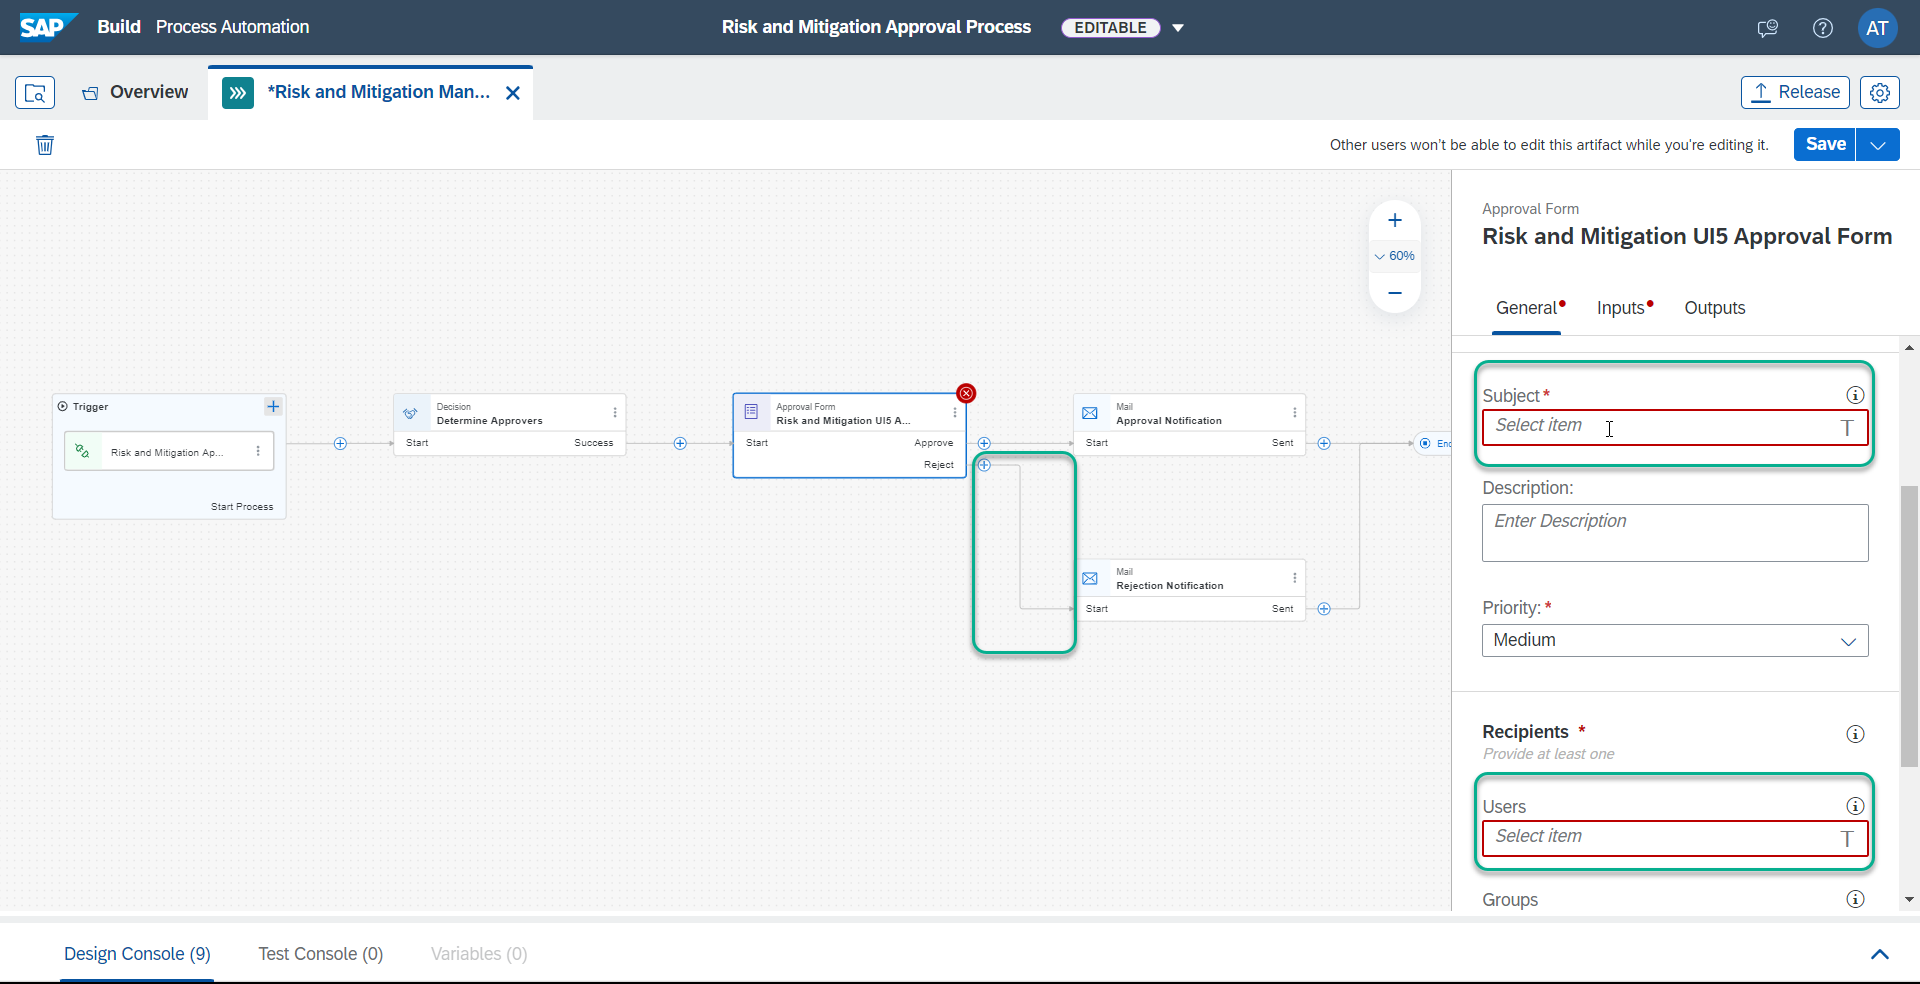 SAP Build Process Automation
Risk and Mitigation Approval Process EDITABLE
AT
Overview
*Risk and Mitigation Man...
Release
Other users won't be able to edit this artifact while you're editing it.
Save
60%
Trigger
Risk and Mitigation Ap...
Start Process
Decision
Determine Approvers
Start Success
Approval Form
Risk and Mitigation UI5 A...
Start Approve
Reject
Mail
Approval Notification
Start Sent
Mail
Rejection Notification
Start Sent
Approval Form
Risk and Mitigation UI5 Approval Form
General Inputs Outputs
Subject*
Select item T
Description:
Enter Description
Priority: *
Medium
Recipients *
Provide at least one
Users
Select item T
Groups
Design Console (9) Test Console (0) Variables (0)